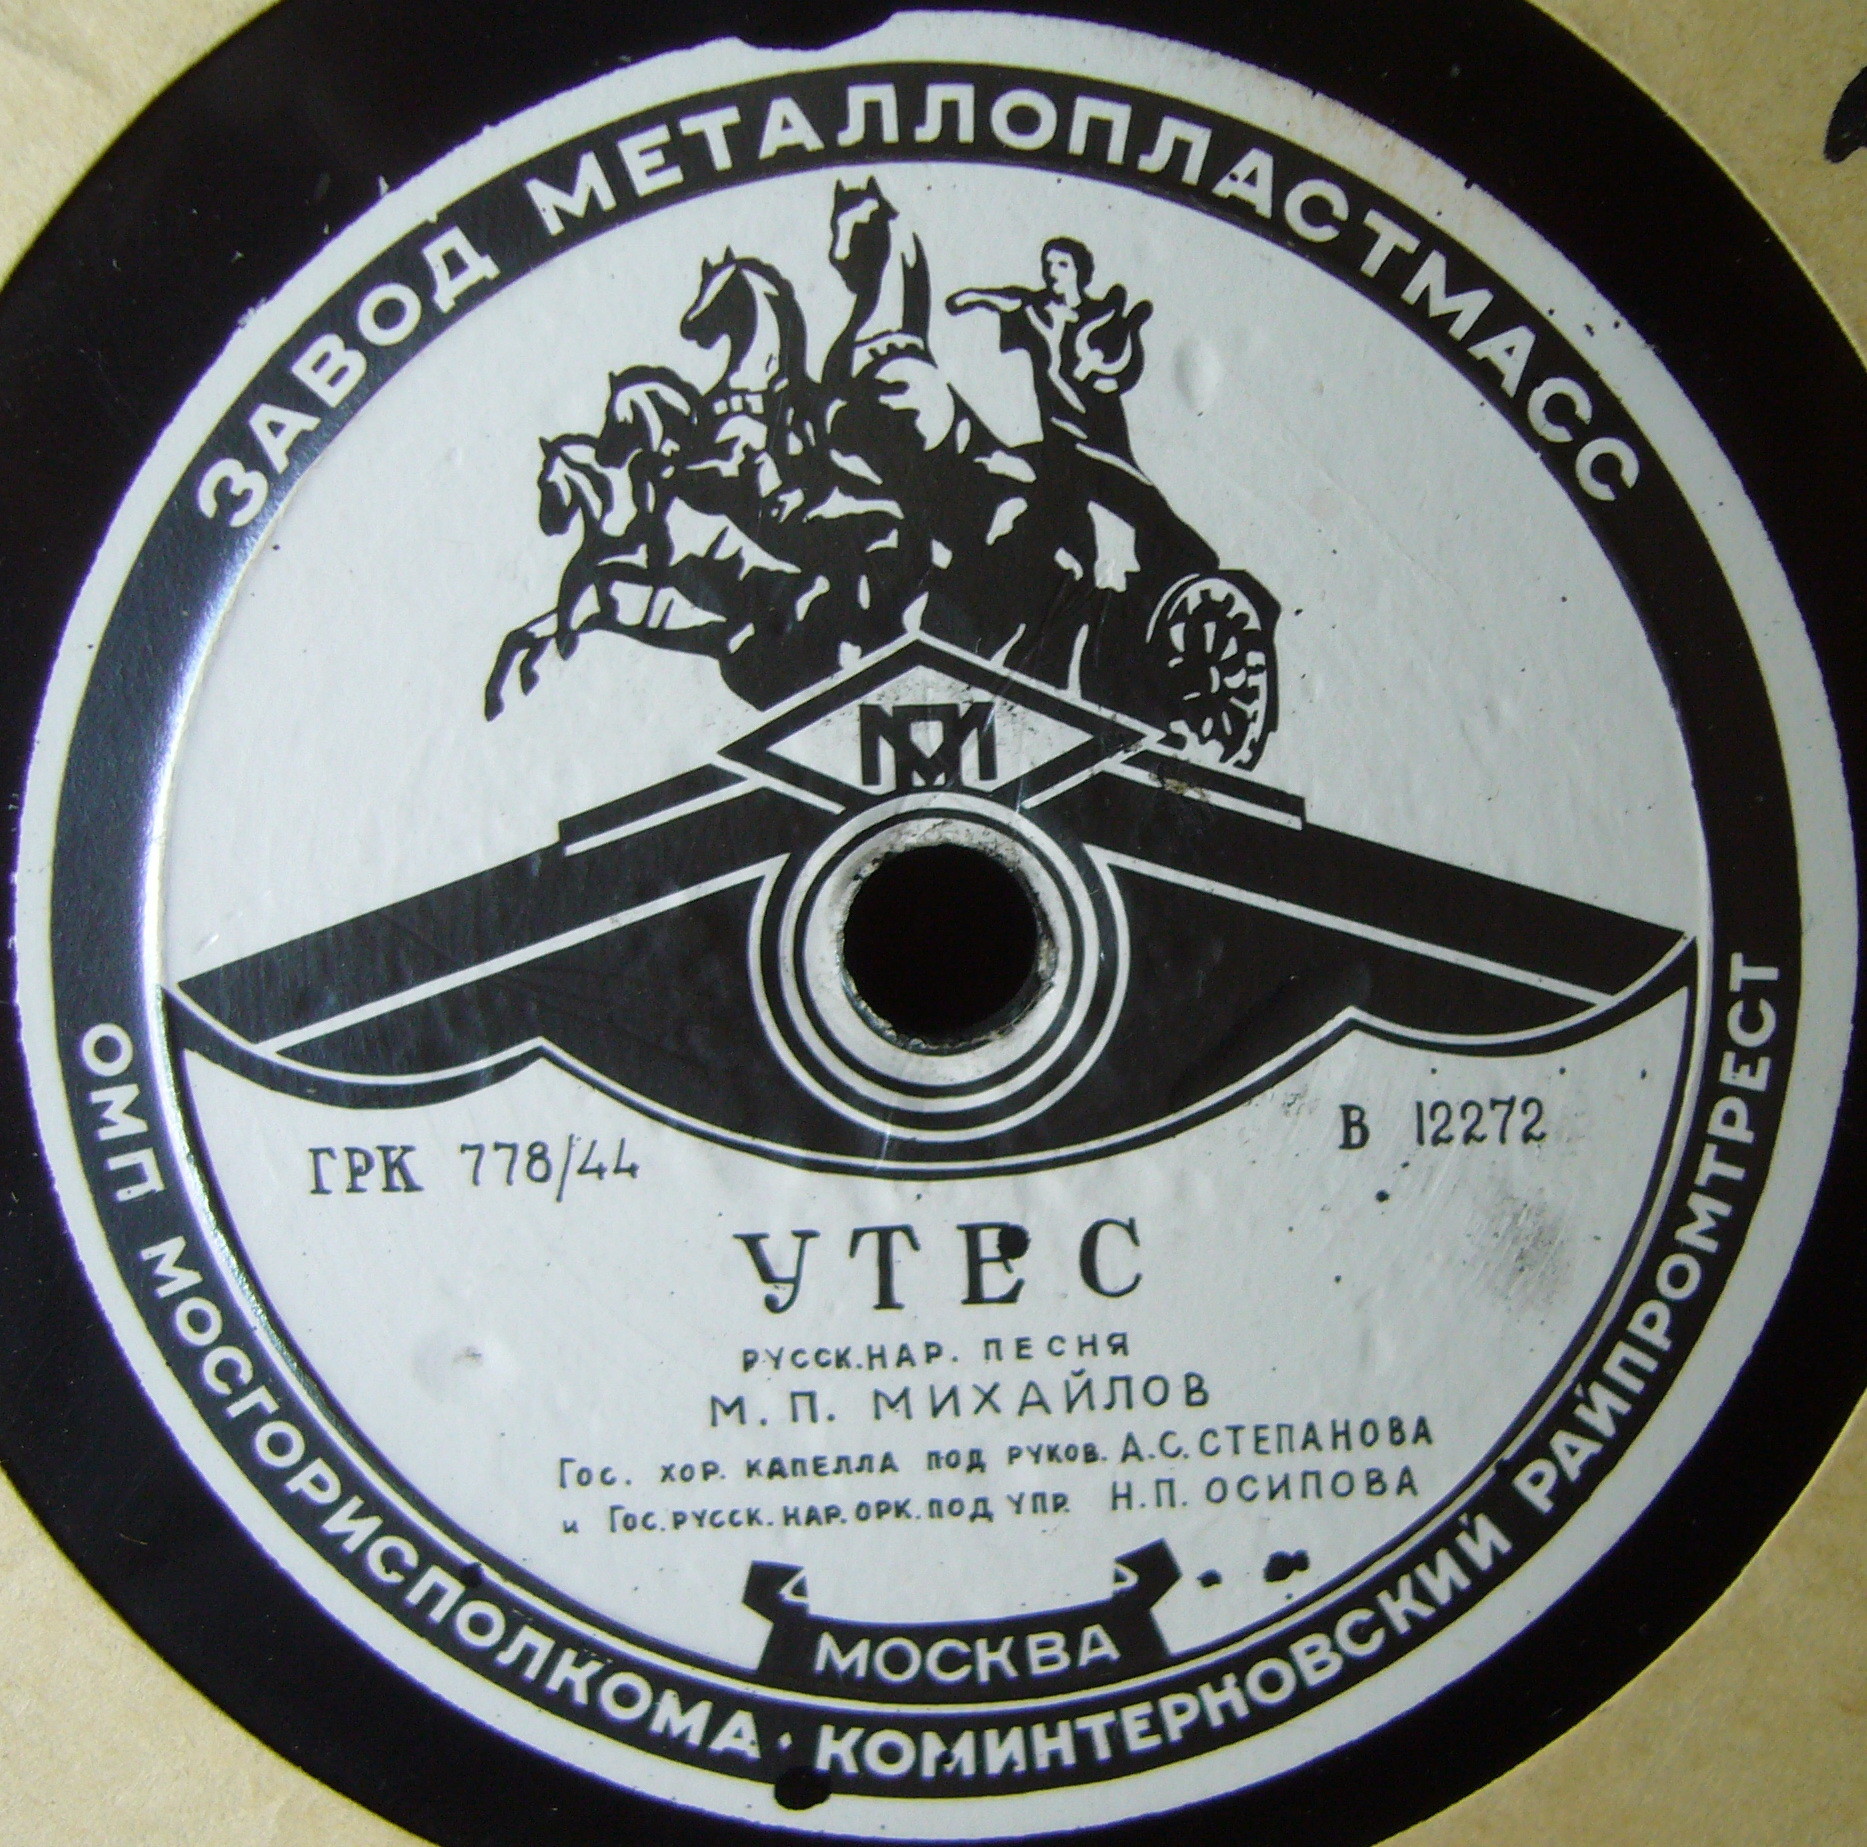 ЗАВОД МЕТАЛЛОПЛАСТМАСС
МП
ГРК 778/44
В 12272
УТЕС
РУССК.НАР. ПЕСНЯ
М. П. МИХАЙЛОВ
Гос. ХОР. КАПЕЛЛА ПОД РУКОВ. А.С. СТЕПАНОВА
и Гос. РУССК. НАР. ОРК. ПОД УПР. Н.П. ОСИПОВА
МОСКВА
ОМП МОСГОРИСПОЛКОМА · КОМИНТЕРНОВСКИЙ РАЙПРОМТРЕСТ